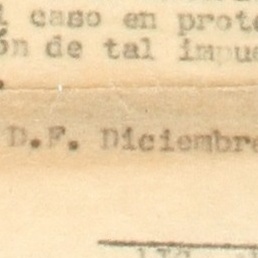 caso en prote
ón de tal impue
D.F. Diciembre